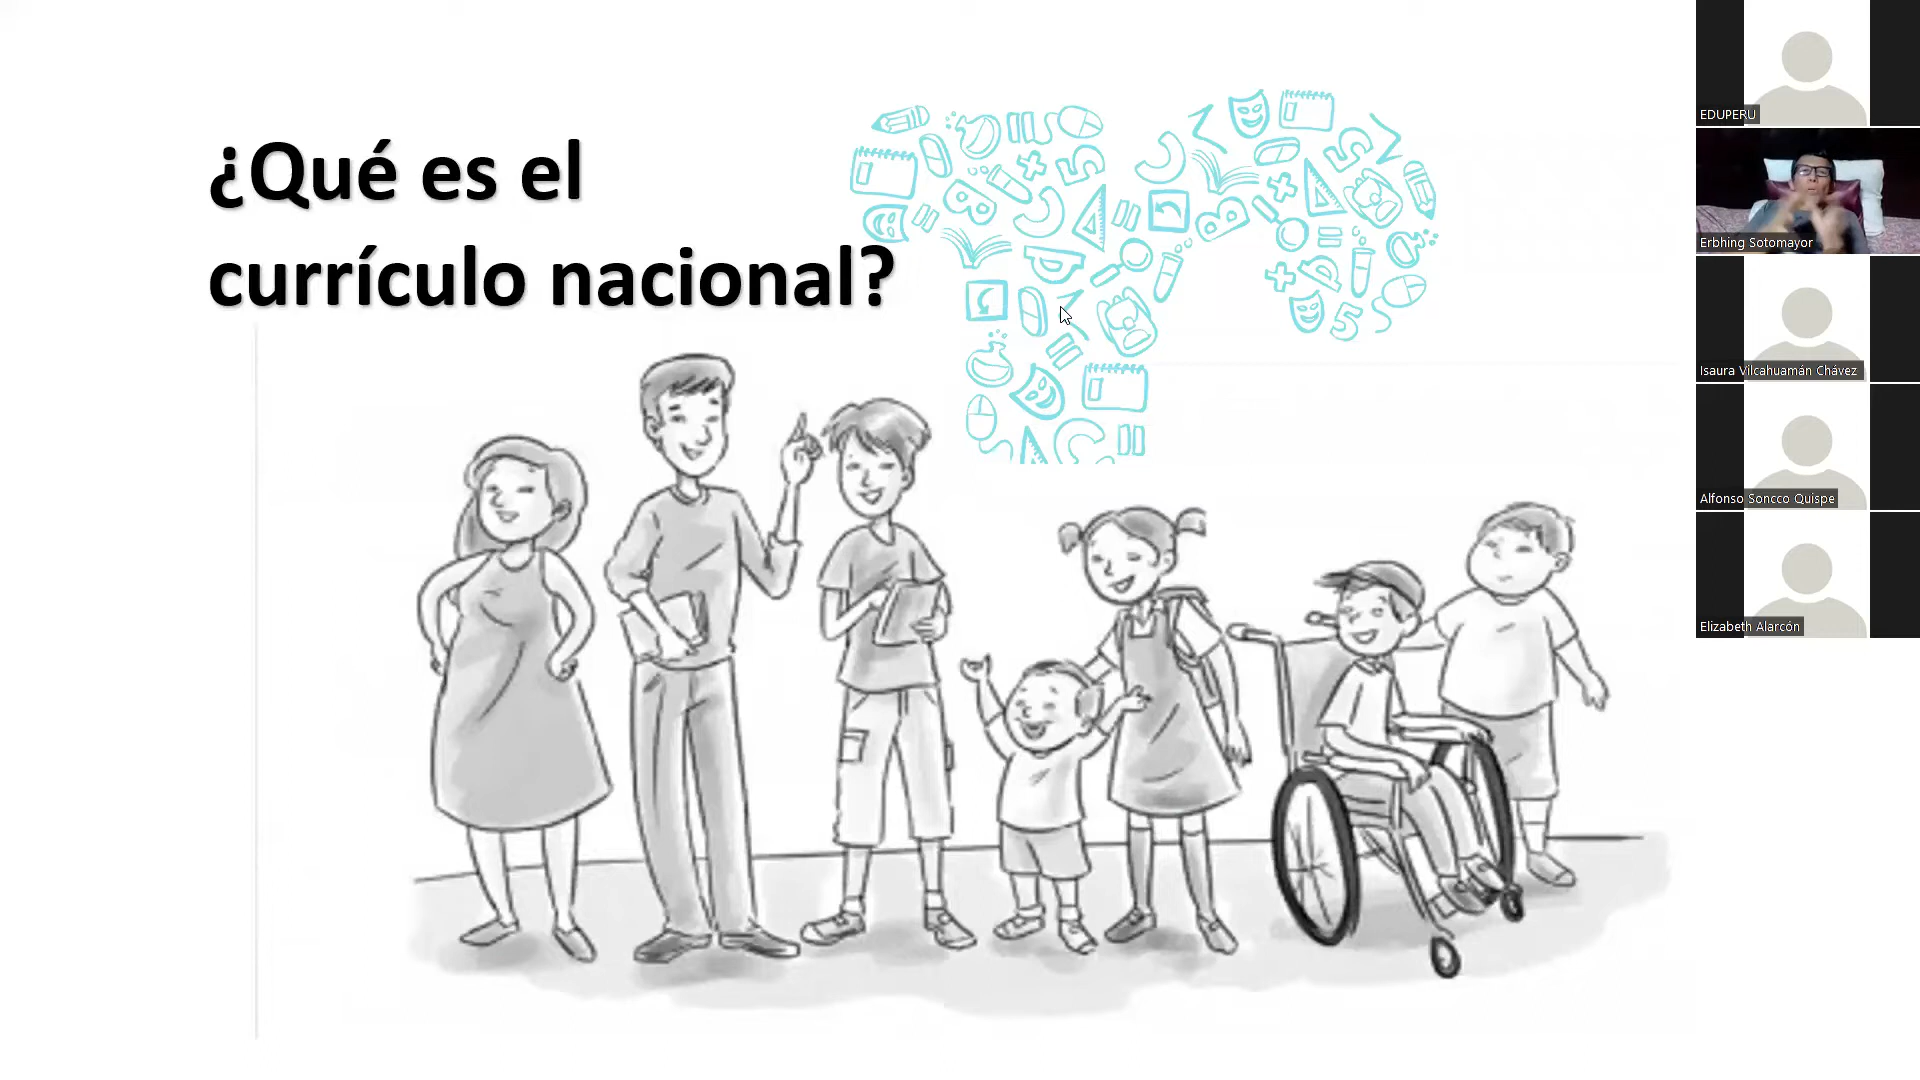 ¿Qué es el
currículo nacional?
EDUPERU
Erbhing Sotomayor
Isaura Vilcahuamán Chávez
Alfonso Soncco Quispe
Elizabeth Alarcón